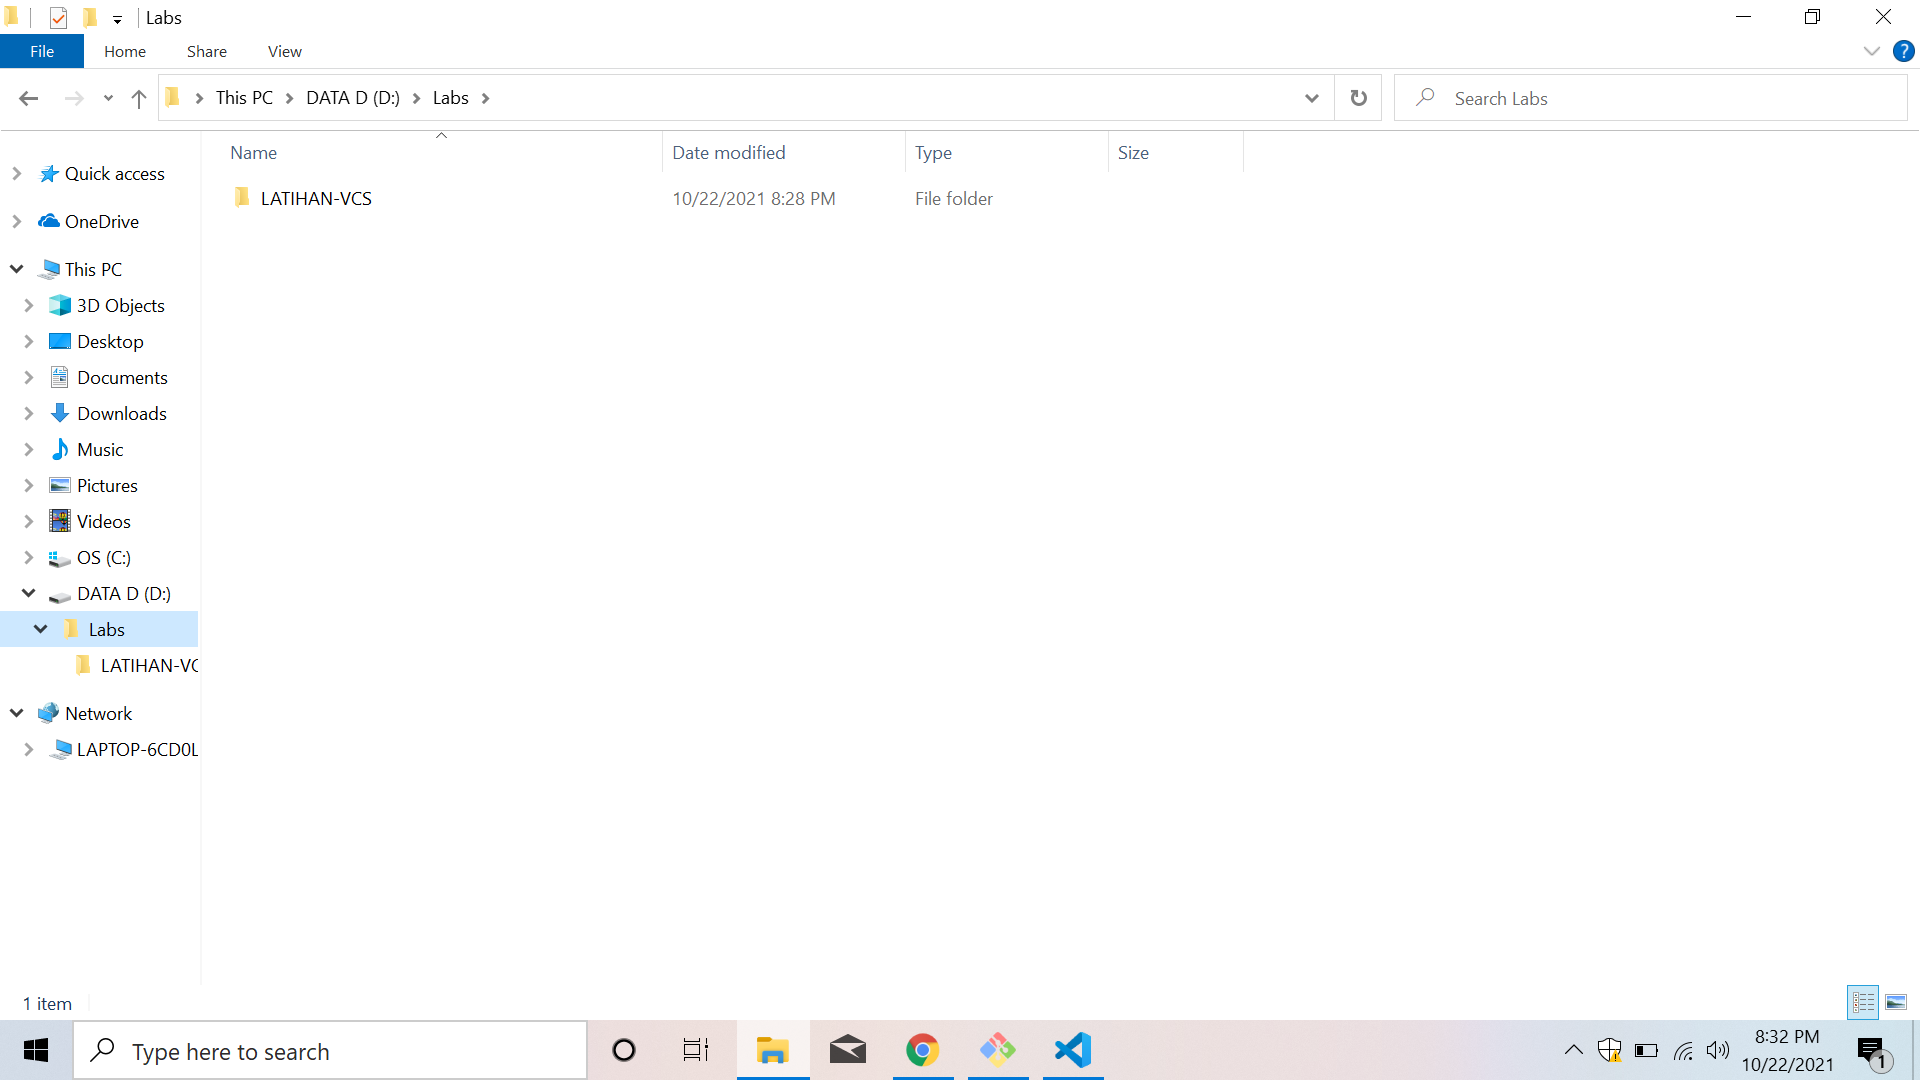 Labs
File Home Share View
This PC DATA D (D:) Labs
Search Labs
Name Date modified Type Size
LATIHAN-VCS 10/22/2021 8:28 PM File folder
Quick access
OneDrive
This PC
3D Objects
Desktop
Documents
Downloads
Music
Pictures
Videos
OS (C:)
DATA D (D:)
Labs
LATIHAN-VC
Network
LAPTOP-6CD0L
1 item
Type here to search
8:32 PM
10/22/2021
1